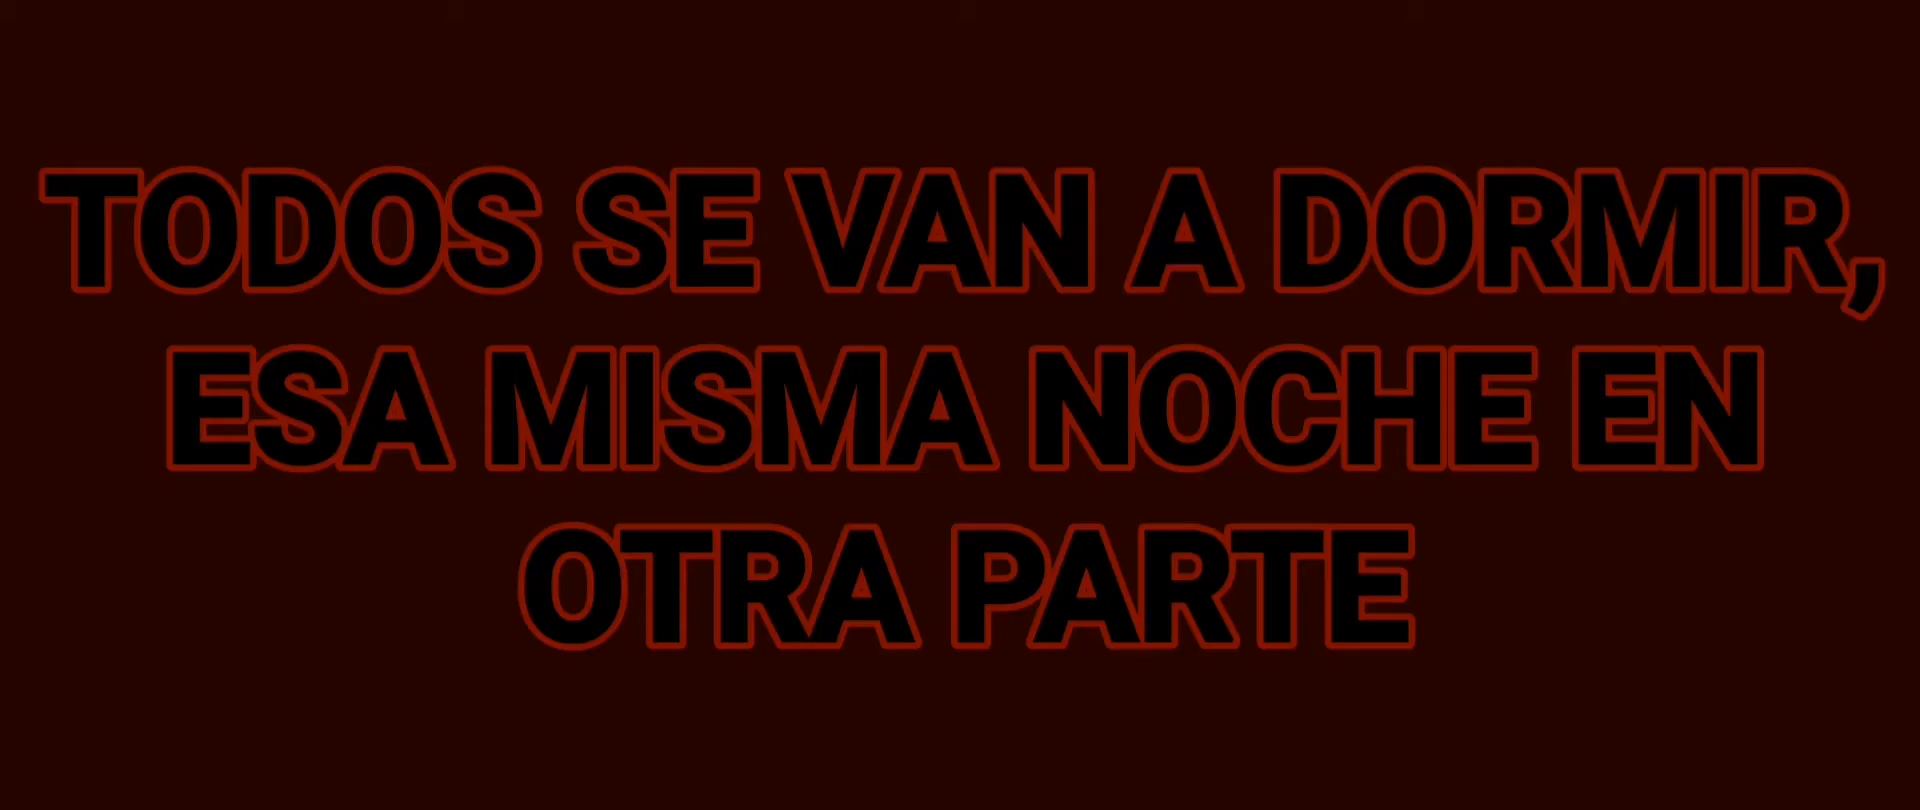 TODOS SE VAN A DORMIR,
ESA MISMA NOCHE EN
OTRA PARTE